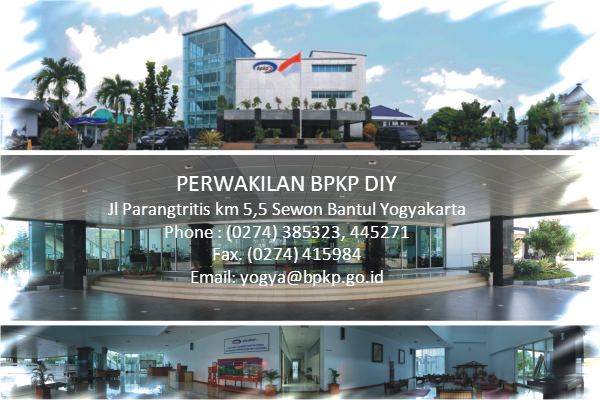 bpkp
PERWAKILAN BPKP DIY
Jl Parangtritis km 5,5 Sewon Bantul Yogyakarta
Phone : (0274) 385323, 445271
Fax. (0274) 415984
Email: yogya@bpkp.go.id